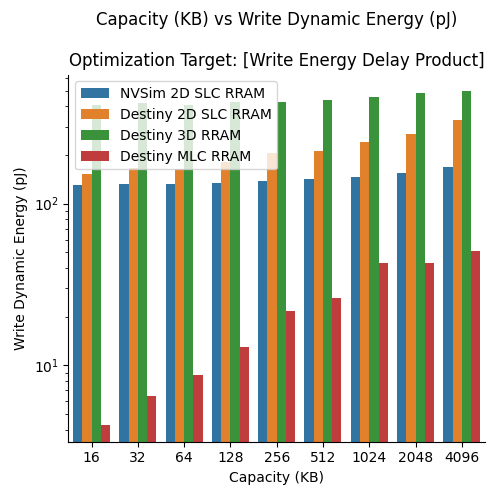 Capacity (KB) vs Write Dynamic Energy (pJ)
Optimization Target: [Write Energy Delay Product]
NVSim 2D SLC RRAM
Destiny 2D SLC RRAM
Destiny 3D RRAM
Destiny MLC RRAM
Write Dynamic Energy (pJ)
10²
10¹
16 32 64 128 256 512 1024 2048 4096
Capacity (KB)